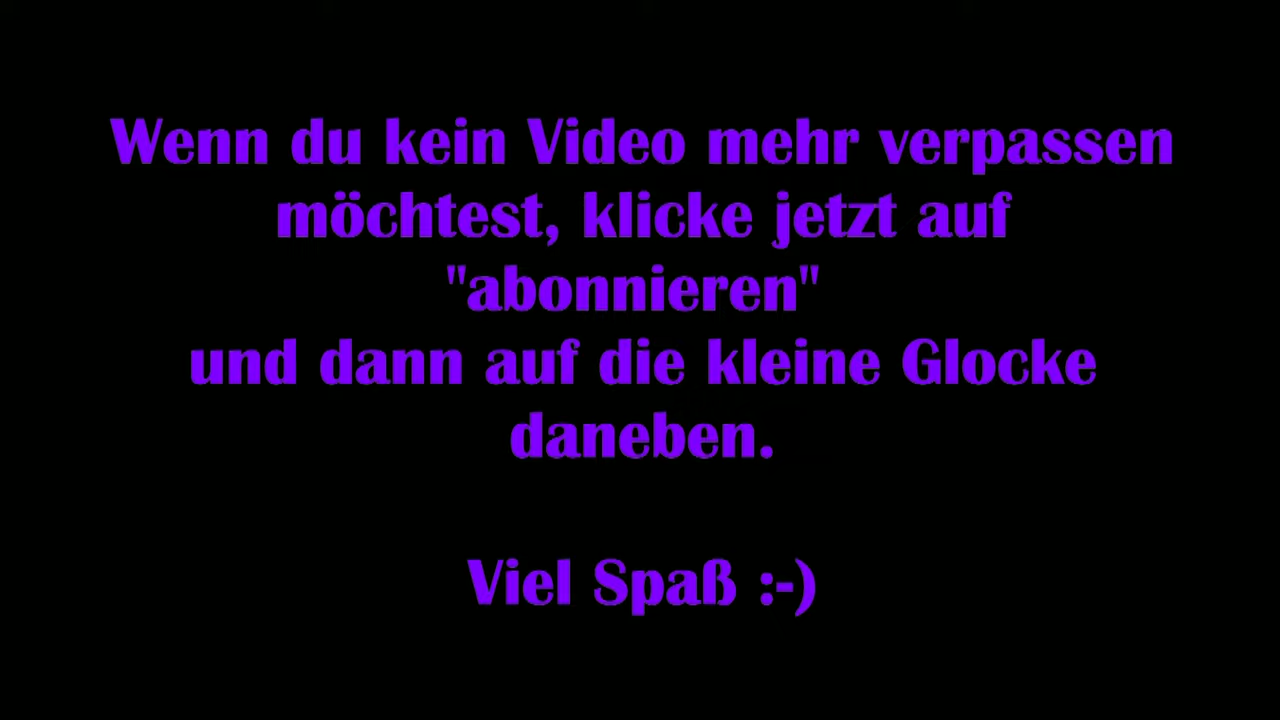 Wenn du kein Video mehr verpassen
möchtest, klicke jetzt auf
"abonnieren"
und dann auf die kleine Glocke
daneben.
Viel Spaß :-)